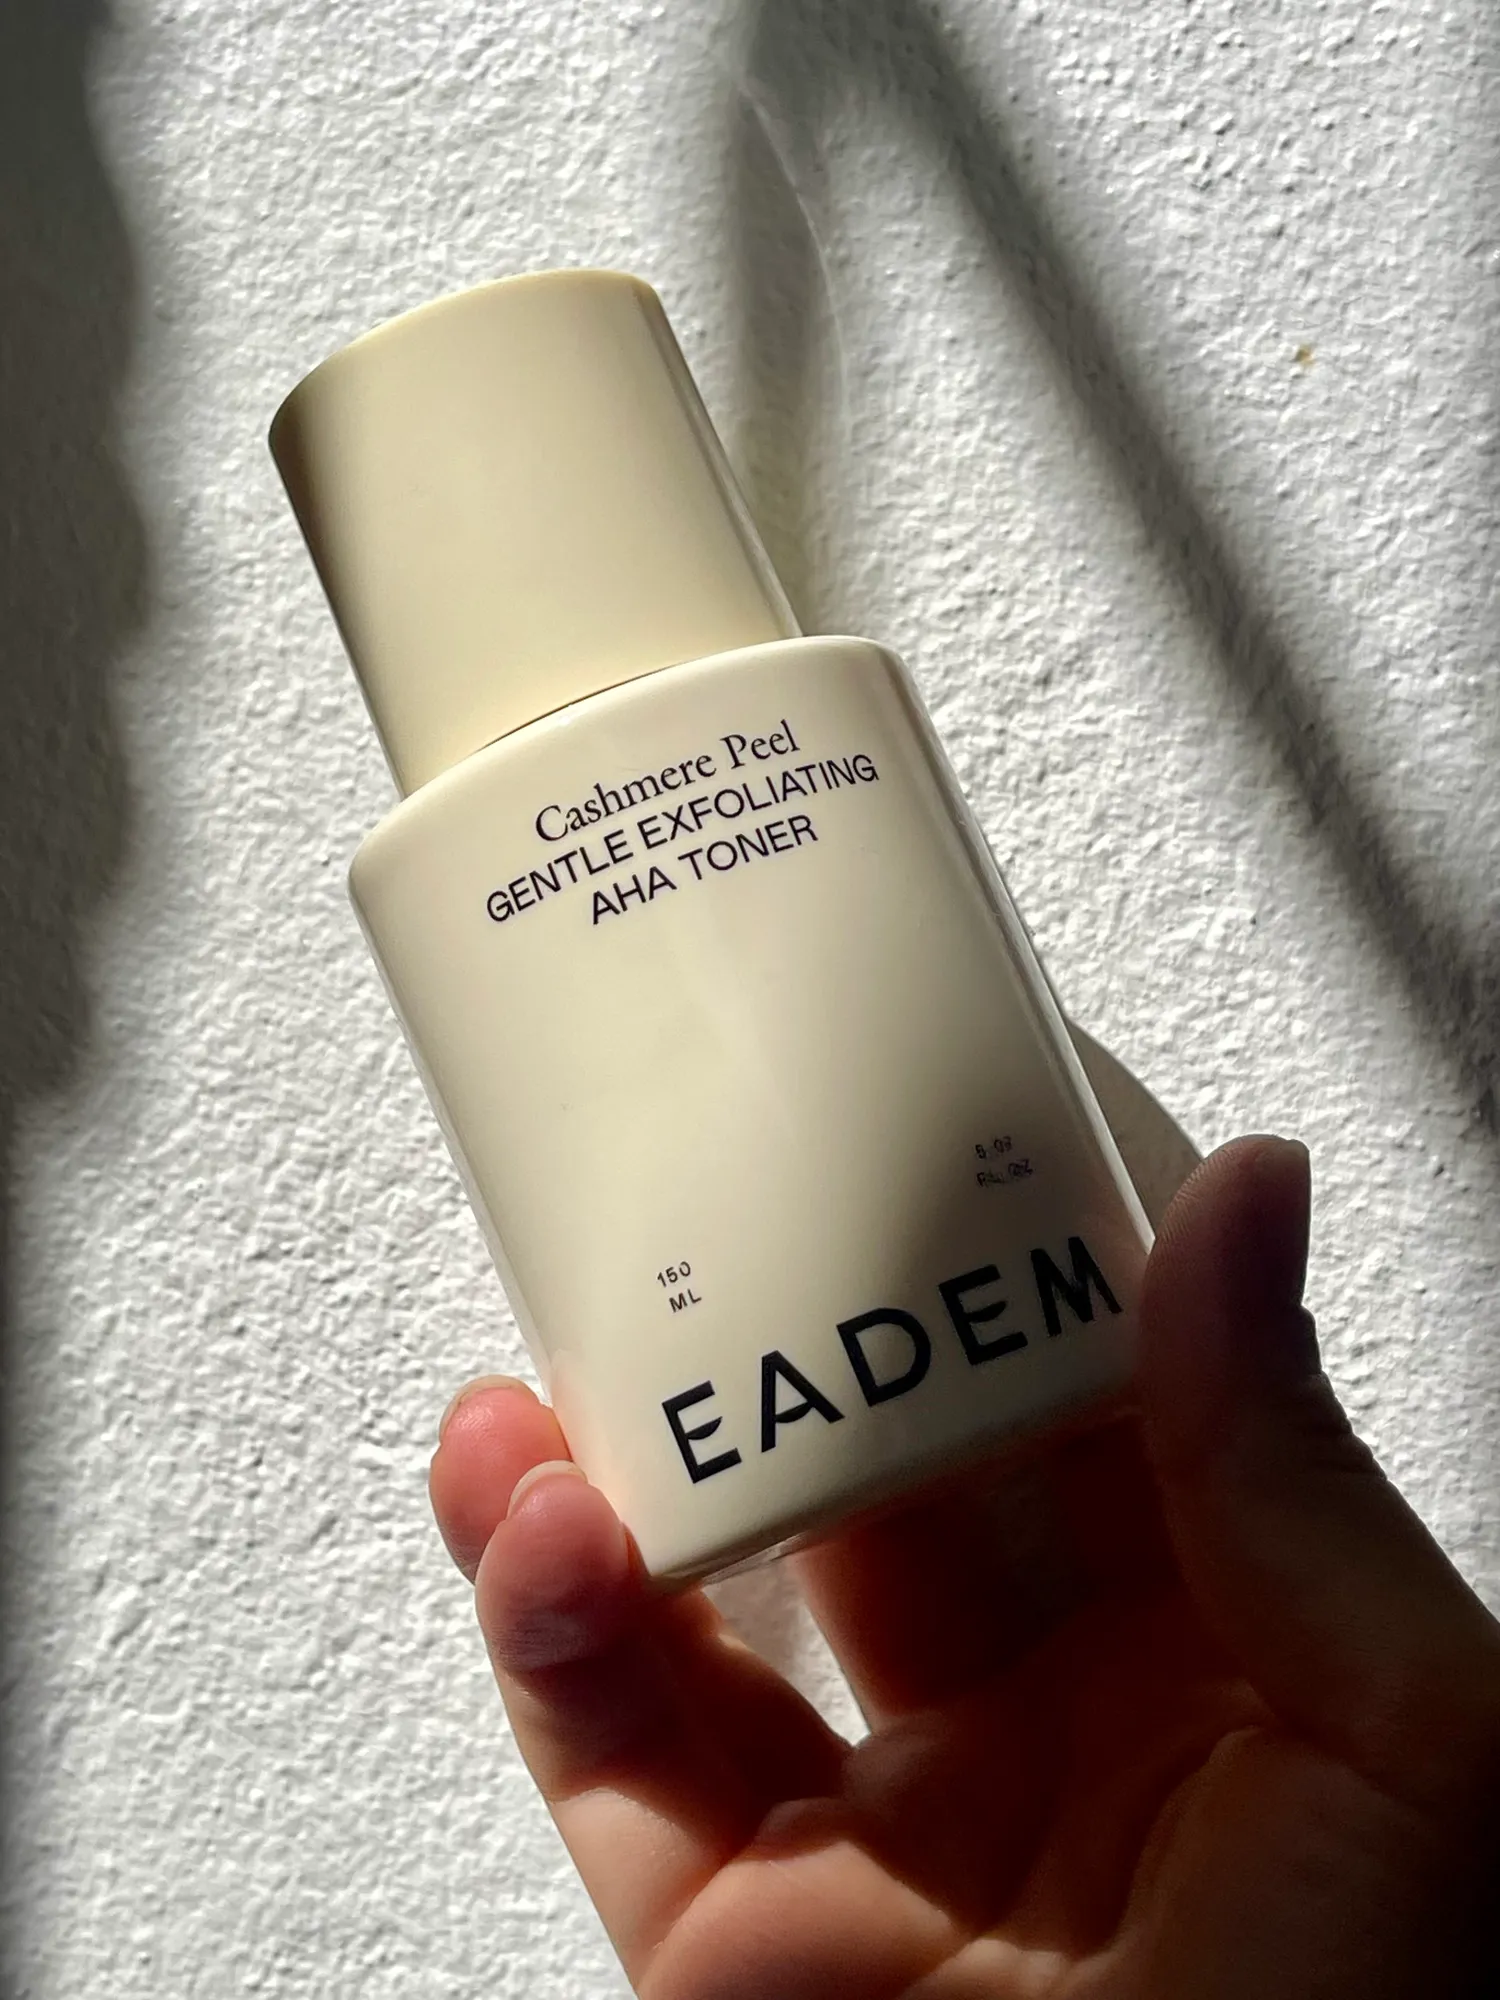 Cashmere Peel
GENTLE EXFOLIATING
AHA TONER
150
ML
EADEM